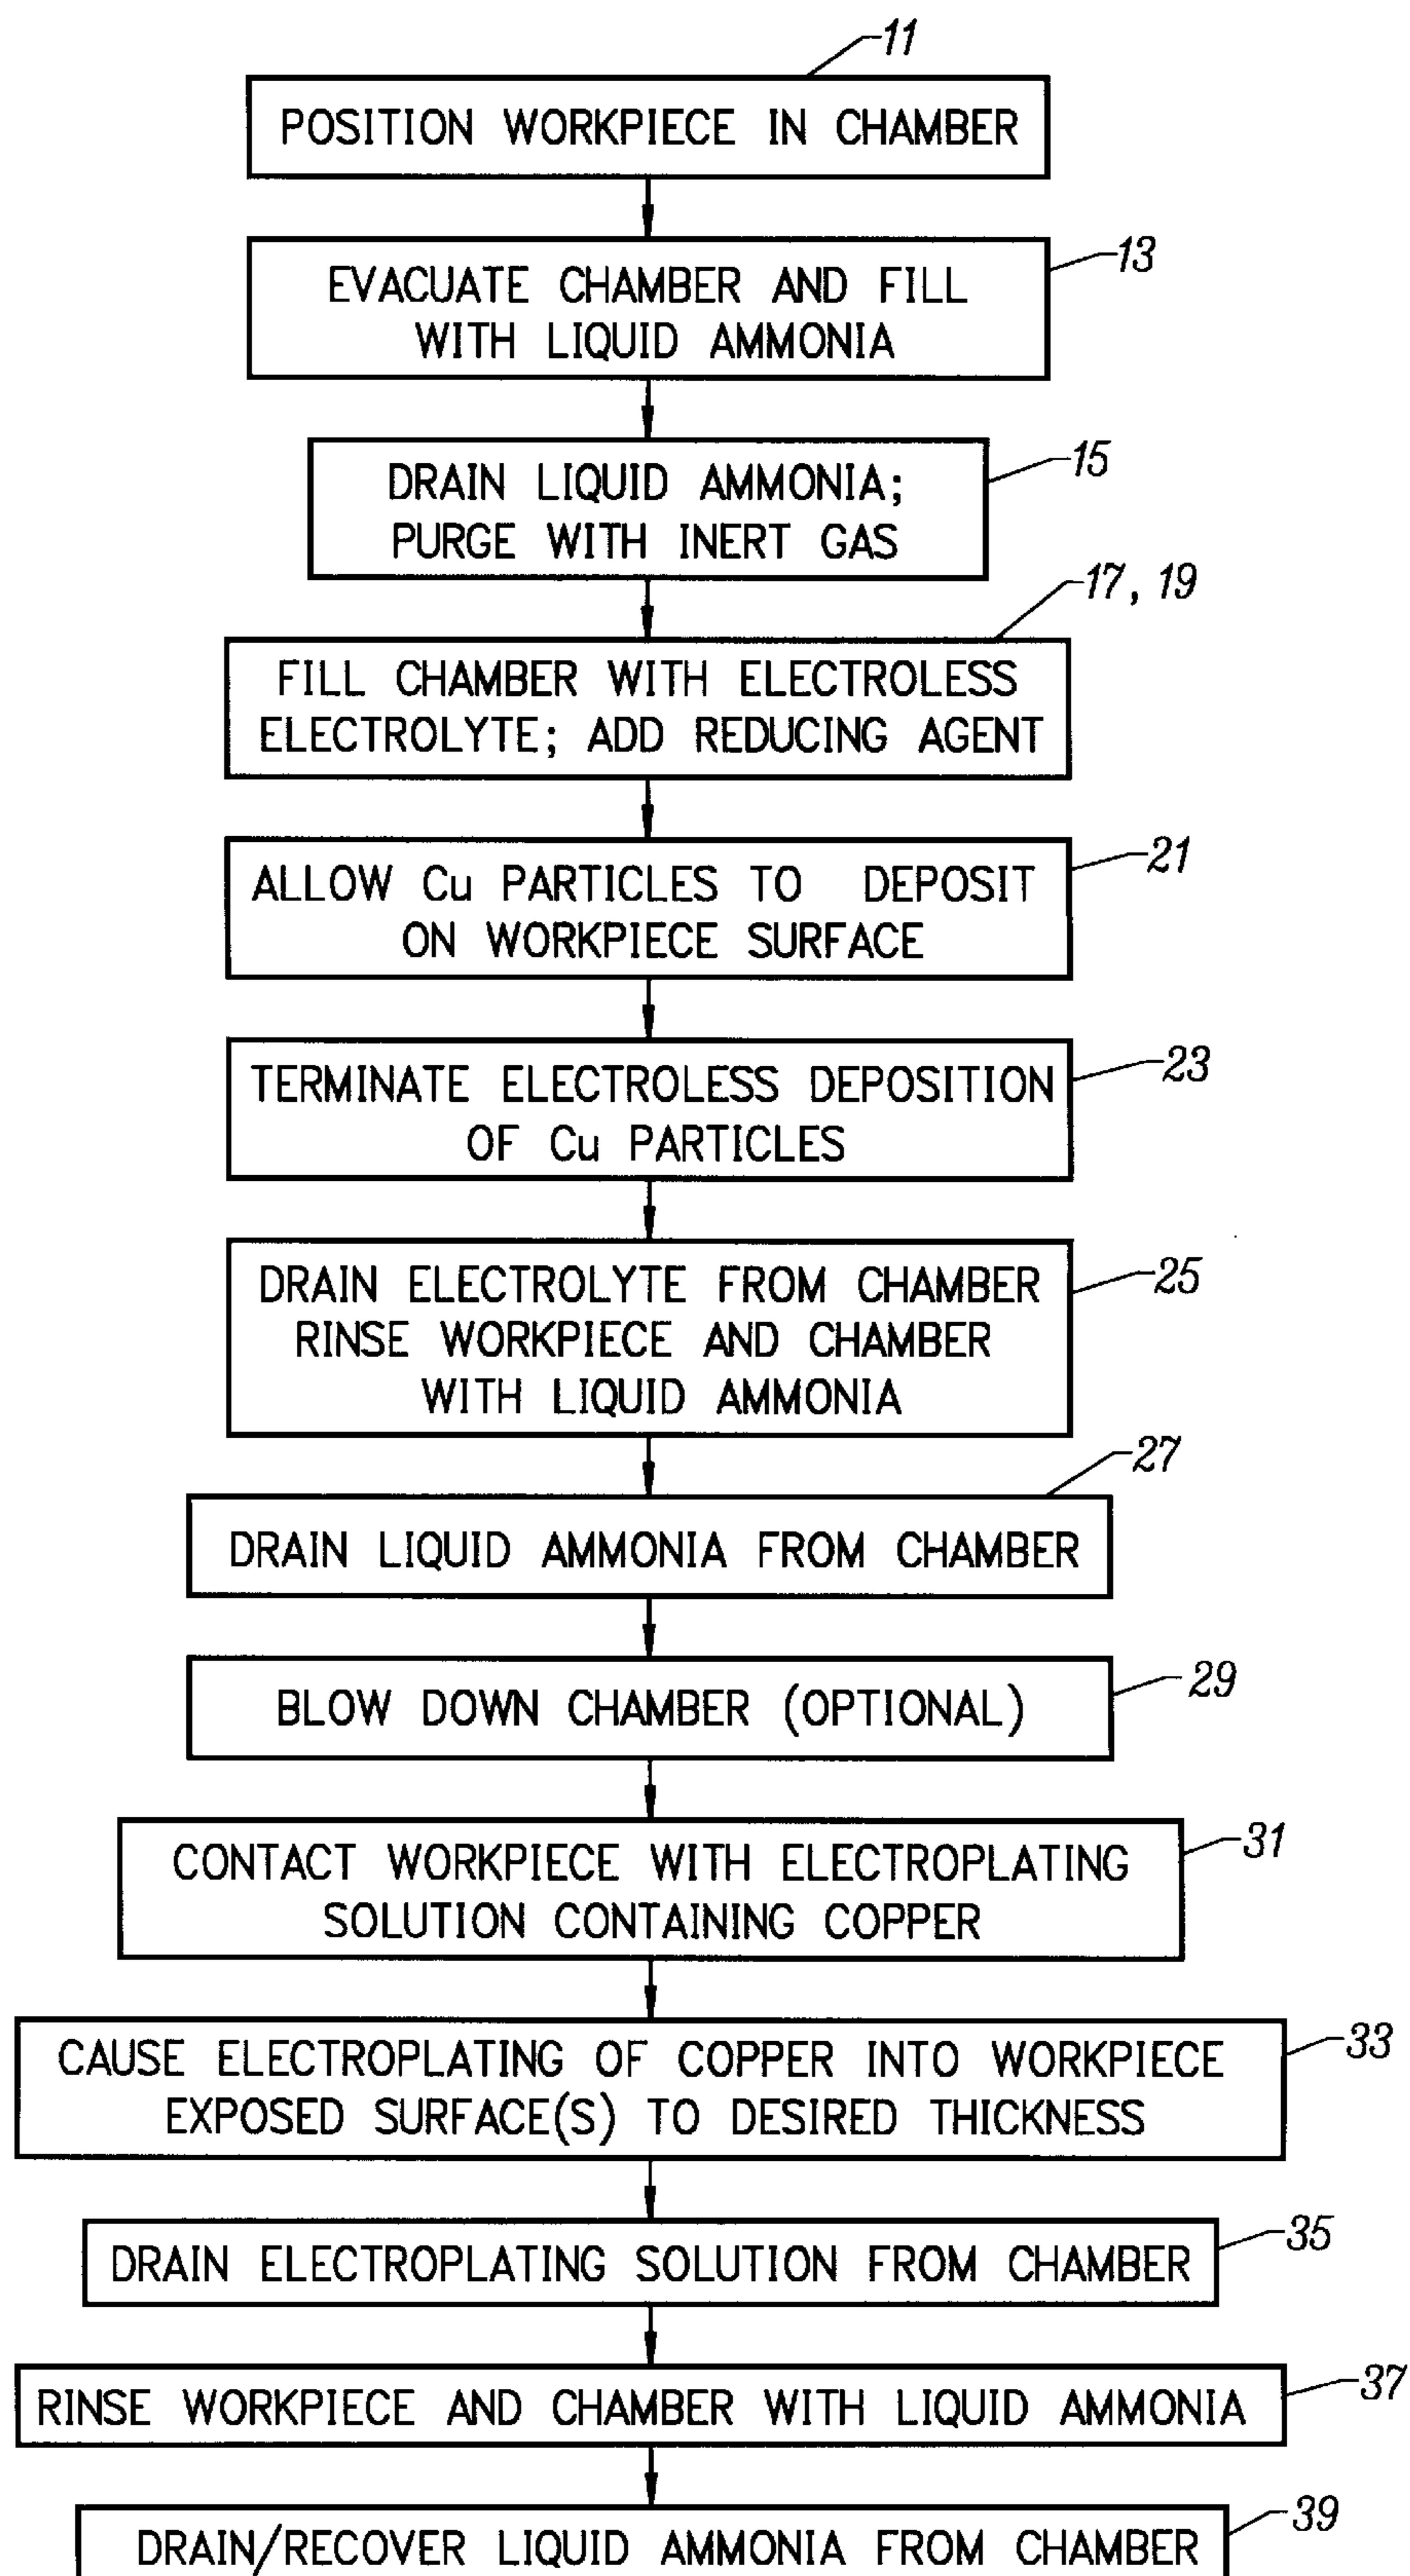 11
POSITION WORKPIECE IN CHAMBER
13
EVACUATE CHAMBER AND FILL
WITH LIQUID AMMONIA
15
DRAIN LIQUID AMMONIA;
PURGE WITH INERT GAS
17, 19
FILL CHAMBER WITH ELECTROLESS
ELECTROLYTE; ADD REDUCING AGENT
21
ALLOW Cu PARTICLES TO DEPOSIT
ON WORKPIECE SURFACE
23
TERMINATE ELECTROLESS DEPOSITION
OF Cu PARTICLES
25
DRAIN ELECTROLYTE FROM CHAMBER
RINSE WORKPIECE AND CHAMBER
WITH LIQUID AMMONIA
27
DRAIN LIQUID AMMONIA FROM CHAMBER
29
BLOW DOWN CHAMBER (OPTIONAL)
31
CONTACT WORKPIECE WITH ELECTROPLATING
SOLUTION CONTAINING COPPER
33
CAUSE ELECTROPLATING OF COPPER INTO WORKPIECE
EXPOSED SURFACE(S) TO DESIRED THICKNESS
35
DRAIN ELECTROPLATING SOLUTION FROM CHAMBER
37
RINSE WORKPIECE AND CHAMBER WITH LIQUID AMMONIA
39
DRAIN/RECOVER LIQUID AMMONIA FROM CHAMBER